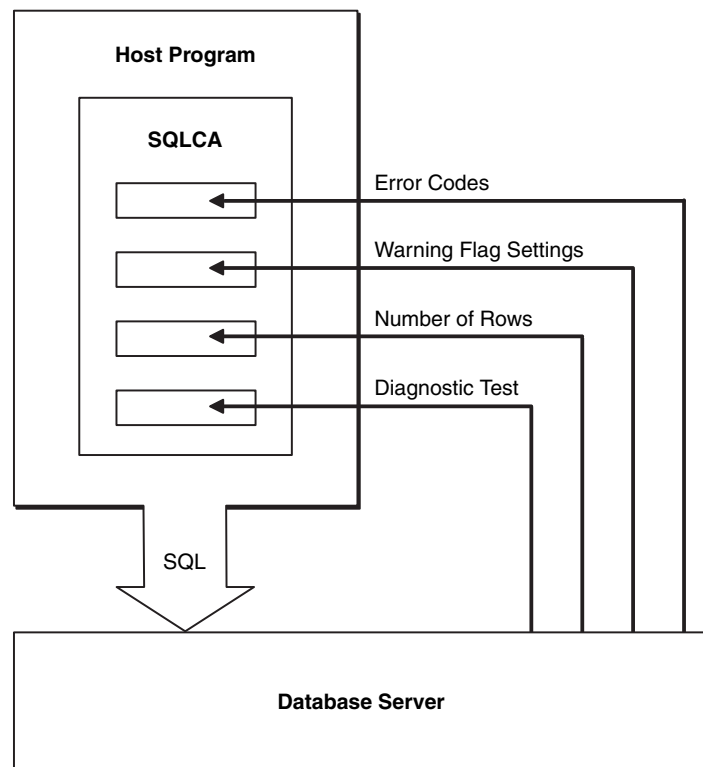 Host Program
SQLCA
Error Codes
Warning Flag Settings
Number of Rows
Diagnostic Test
SQL
Database Server